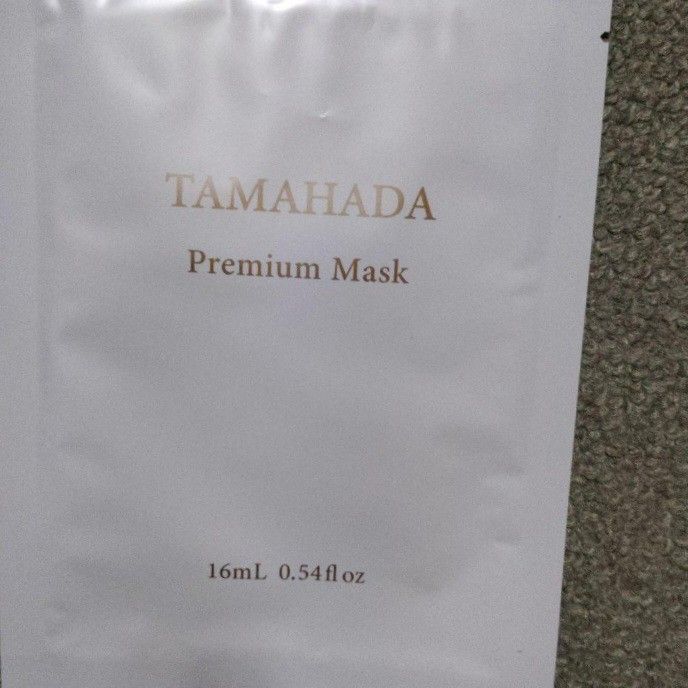 TAMAHADA
Premium Mask
16mL 0.54fl oz